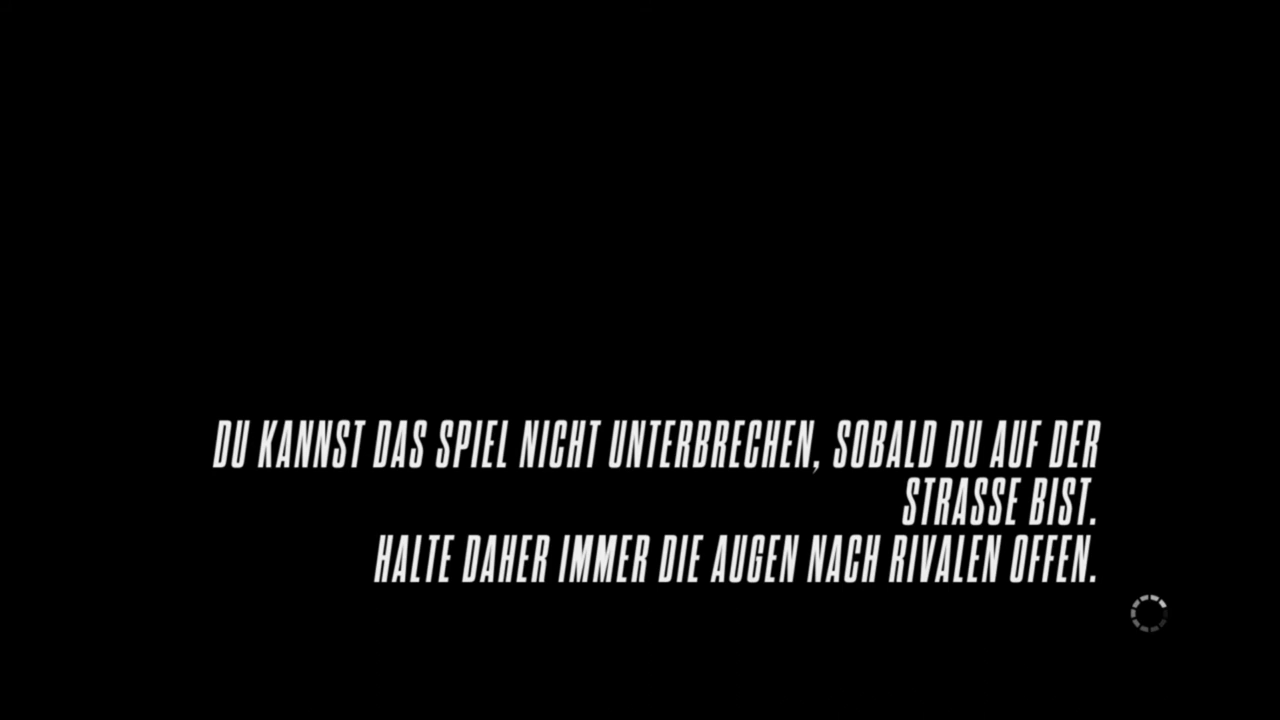 DU KANNST DAS SPIEL NICHT UNTERBRECHEN, SOBALD DU AUF DER
STRASSE BIST.
HALTE DAHER IMMER DIE AUGEN NACH RIVALEN OFFEN.